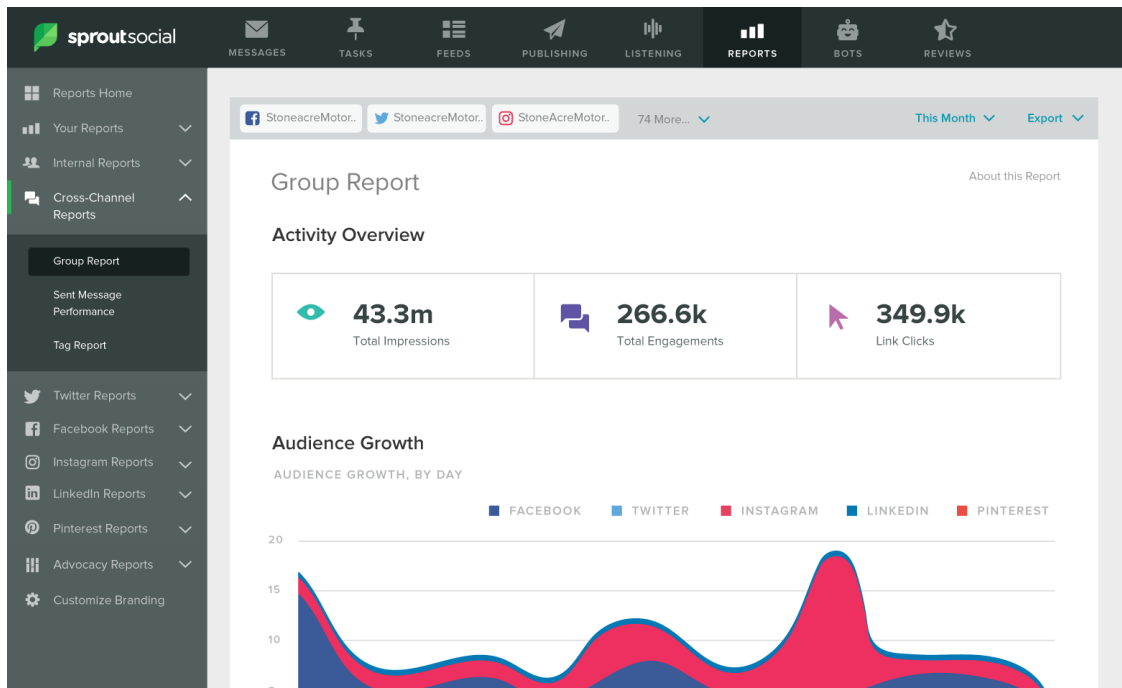 sproutsocial
MESSAGES
TASKS
FEEDS
PUBLISHING
LISTENING
REPORTS
BOTS
REVIEWS
Reports Home
Your Reports
Internal Reports
Cross-Channel
Reports
Group Report
Sent Message
Performance
Tag Report
Twitter Reports
Facebook Reports
Instagram Reports
LinkedIn Reports
Pinterest Reports
Advocacy Reports
Customize Branding
StoneacreMotor..
StoneacreMotor..
StoneAcreMotor..
74 More...
This Month
Export
Group Report
About this Report
Activity Overview
43.3m
Total Impressions
266.6k
Total Engagements
349.9k
Link Clicks
Audience Growth
AUDIENCE GROWTH, BY DAY
FACEBOOK
TWITTER
INSTAGRAM
LINKEDIN
PINTEREST
20
15
10